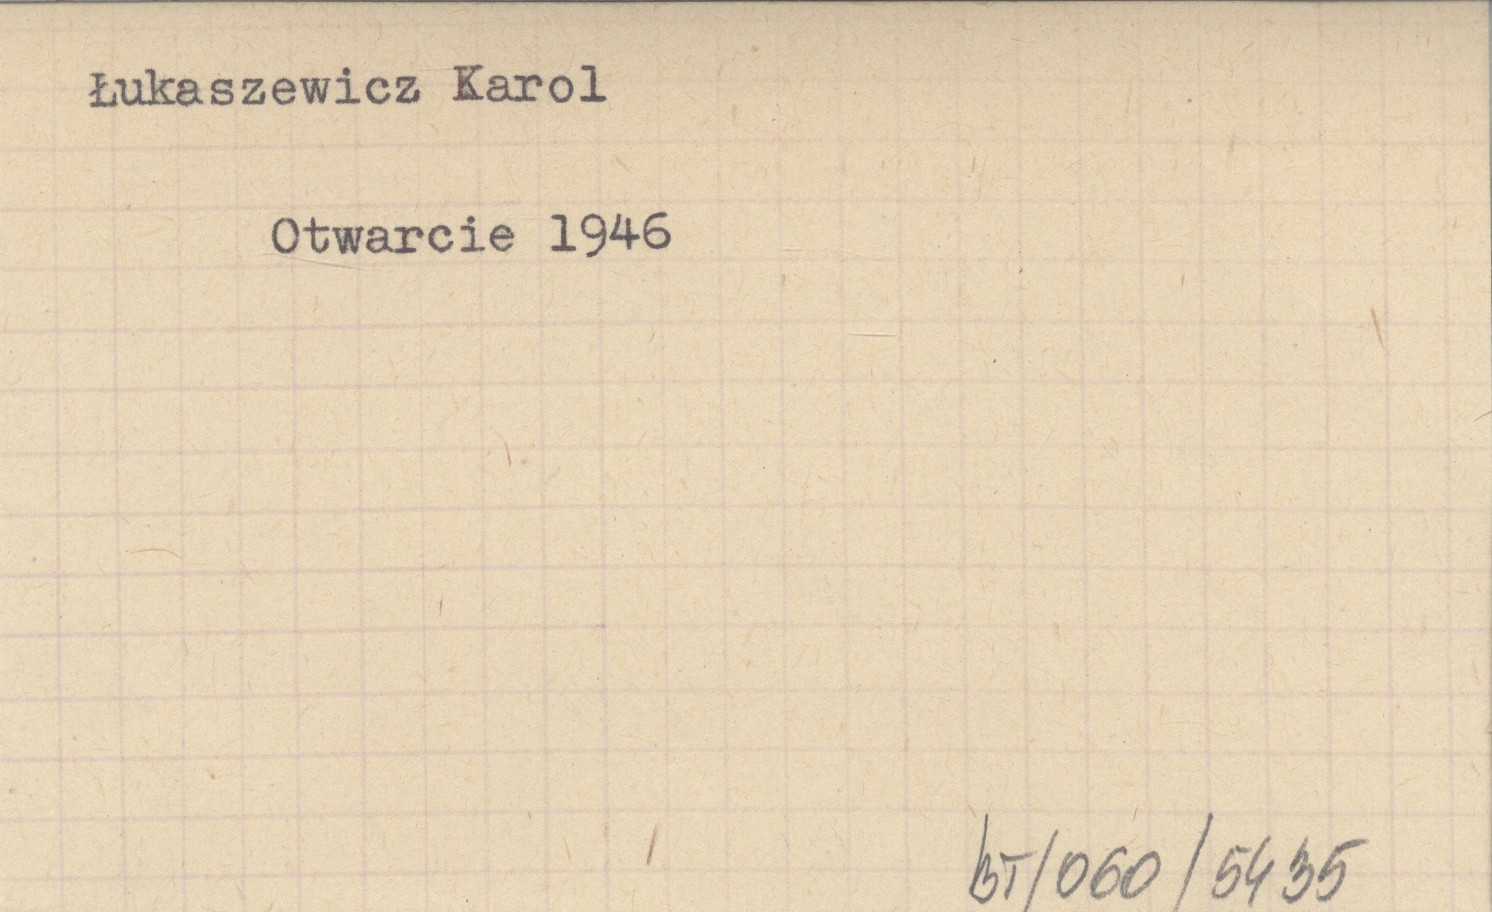 Łukaszewicz Karol
Otwarcie 1946
BT/060/5435